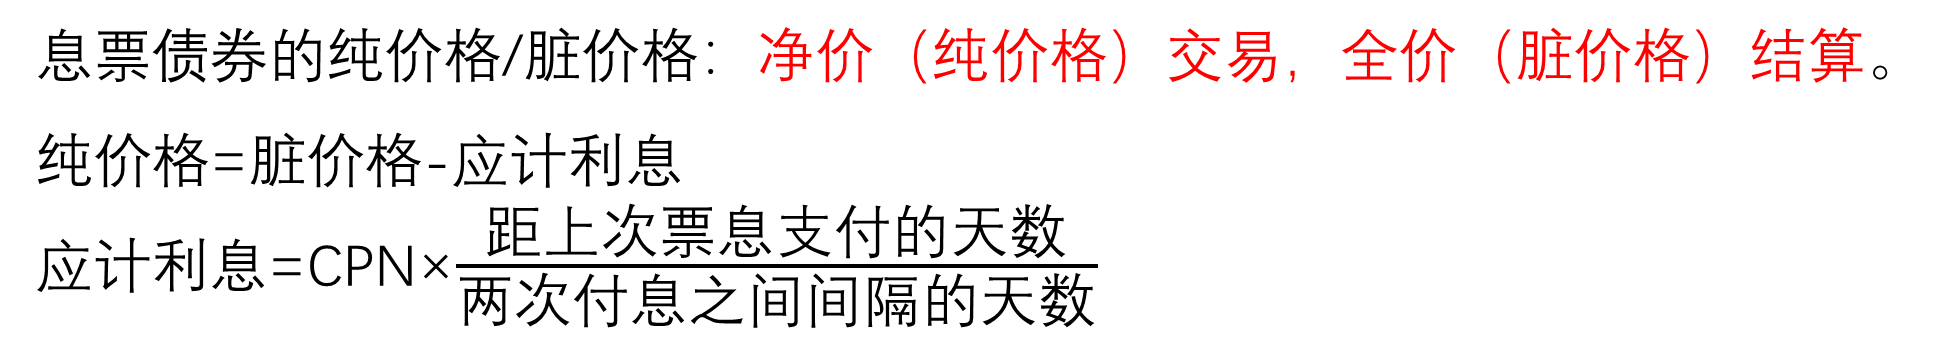 息票债券的纯价格/脏价格：净价（纯价格）交易，全价（脏价格）结算。
纯价格=脏价格-应计利息
应计利息=CPN×距上次票息支付的天数
两次付息之间间隔的天数